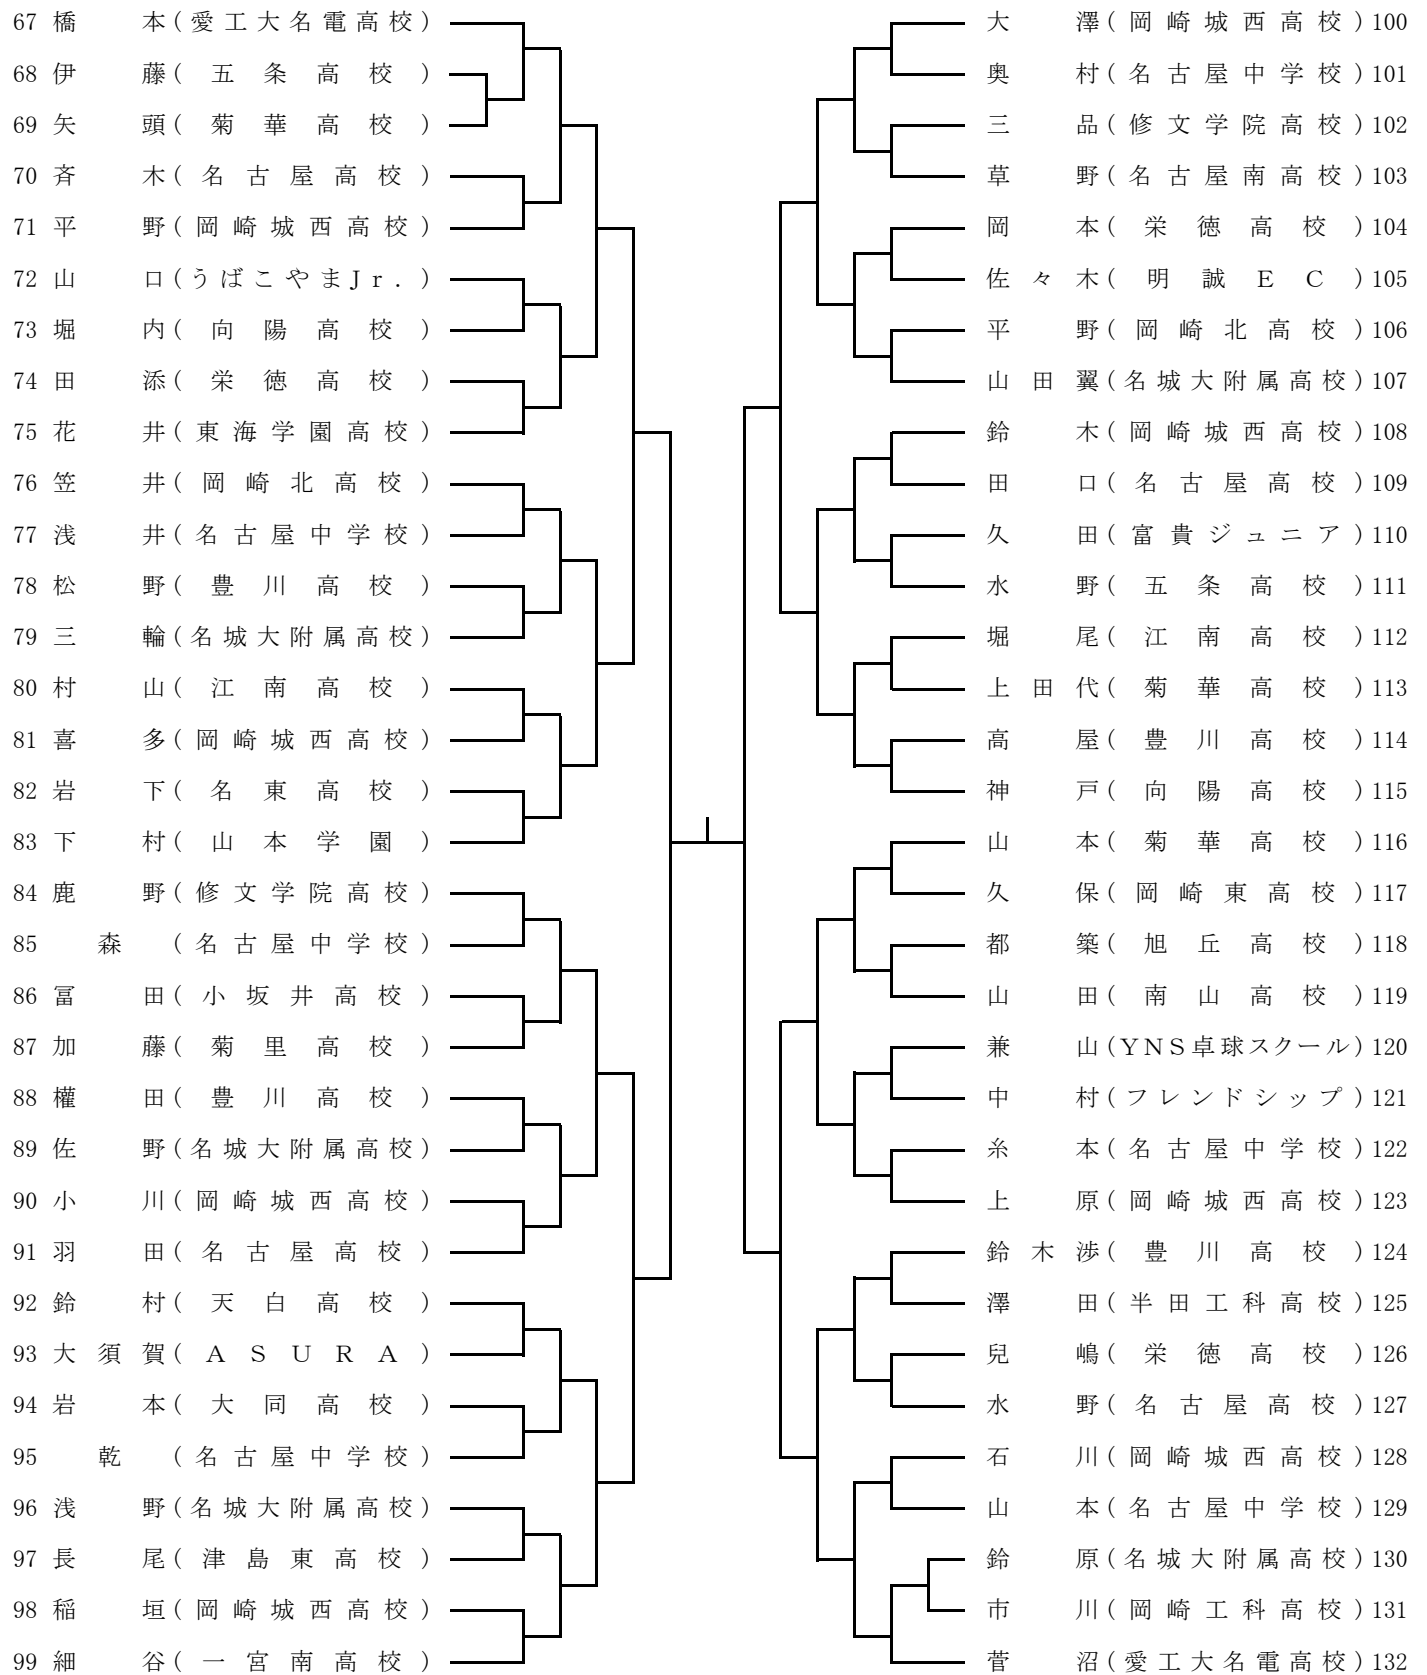 67 橋本(愛工大名電高校)
68 伊藤(五条高校)
69 矢頭(菊華高校)
70 斉木(名古屋高校)
71 平野(岡崎城西高校)
72 山口(うばこやまJr.)
73 堀内(向陽高校)
74 田添(栄徳高校)
75 花井(東海学園高校)
76 笠井(岡崎北高校)
77 浅井(名古屋中学校)
78 松野(豊川高校)
79 三輪(名城大附属高校)
80 村山(江南高校)
81 喜多(岡崎城西高校)
82 岩下(名東高校)
83 下村(山本学園)
84 鹿野(修文学院高校)
85 森(名古屋中学校)
86 冨田(小坂井高校)
87 加藤(菊里高校)
88 權田(豊川高校)
89 佐野(名城大附属高校)
90 小川(岡崎城西高校)
91 羽田(名古屋高校)
92 鈴村(天白高校)
93 大須賀(ASURA)
94 岩本(大同高校)
95 乾(名古屋中学校)
96 浅野(名城大附属高校)
97 長尾(津島東高校)
98 稲垣(岡崎城西高校)
99 細谷(一宮南高校)
大澤(岡崎城西高校)100
奥村(名古屋中学校)101
三品(修文学院高校)102
草野(名古屋南高校)103
岡本(栄徳高校)104
佐々木(明誠EC)105
平野(岡崎北高校)106
山田翼(名城大附属高校)107
鈴木(岡崎城西高校)108
田口(名古屋高校)109
久田(富貴ジュニア)110
水野(五条高校)111
堀尾(江南高校)112
上田代(菊華高校)113
高屋(豊川高校)114
神戸(向陽高校)115
山本(菊華高校)116
久保(岡崎東高校)117
都築(旭丘高校)118
山田(南山高校)119
兼山(YNS卓球スクール)120
中村(フレンドシップ)121
糸本(名古屋中学校)122
上原(岡崎城西高校)123
鈴木渉(豊川高校)124
澤田(半田工科高校)125
兒嶋(栄徳高校)126
水野(名古屋高校)127
石川(岡崎城西高校)128
山本(名古屋中学校)129
鈴原(名城大附属高校)130
市川(岡崎工科高校)131
菅沼(愛工大名電高校)132